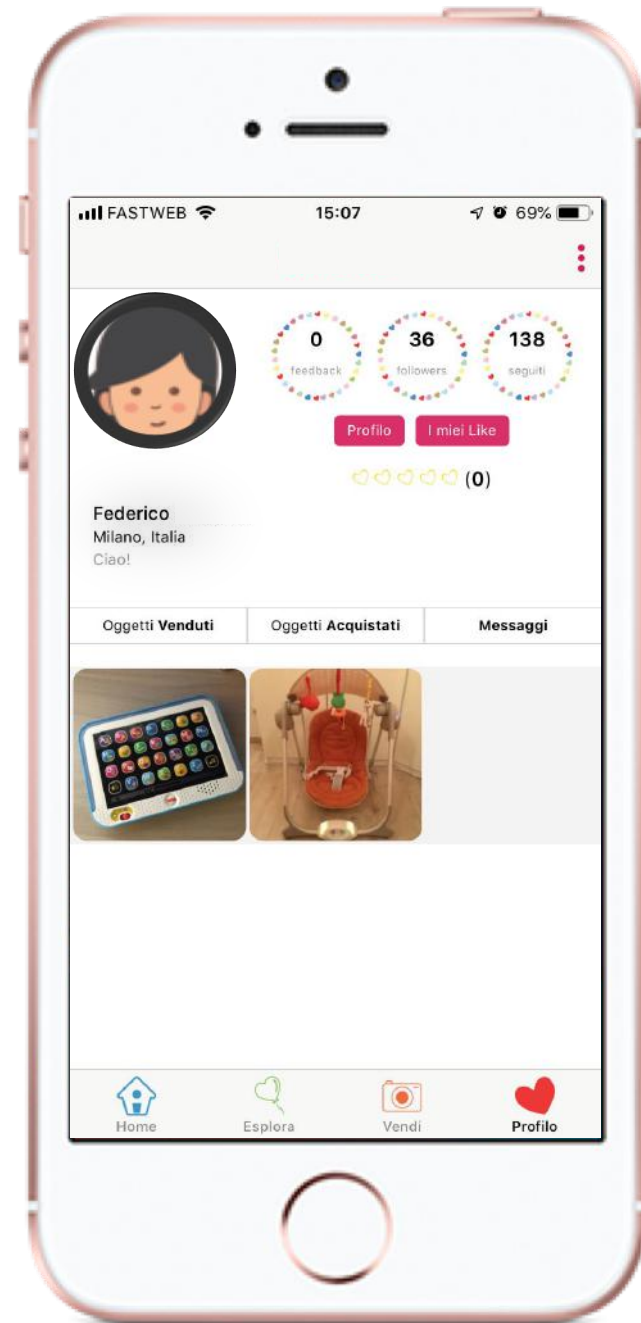 FASTWEB 15:07 69%
0 36 138
feedback followers seguiti
Profilo I miei Like
(0)
Federico
Milano, Italia
Ciao!
Oggetti Venduti Oggetti Acquistati Messaggi
Home Esplora Vendi Profilo